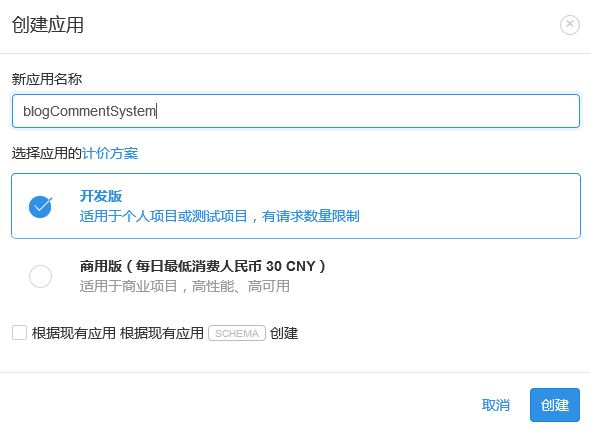 创建应用
新应用名称
blogCommentSystem
选择应用的计价方案
开发版
适用于个人项目或测试项目，有请求数量限制
商用版（每日最低消费人民币 30 CNY）
适用于商业项目，高性能、高可用
根据现有应用 根据现有应用 SCHEMA 创建
取消 创建